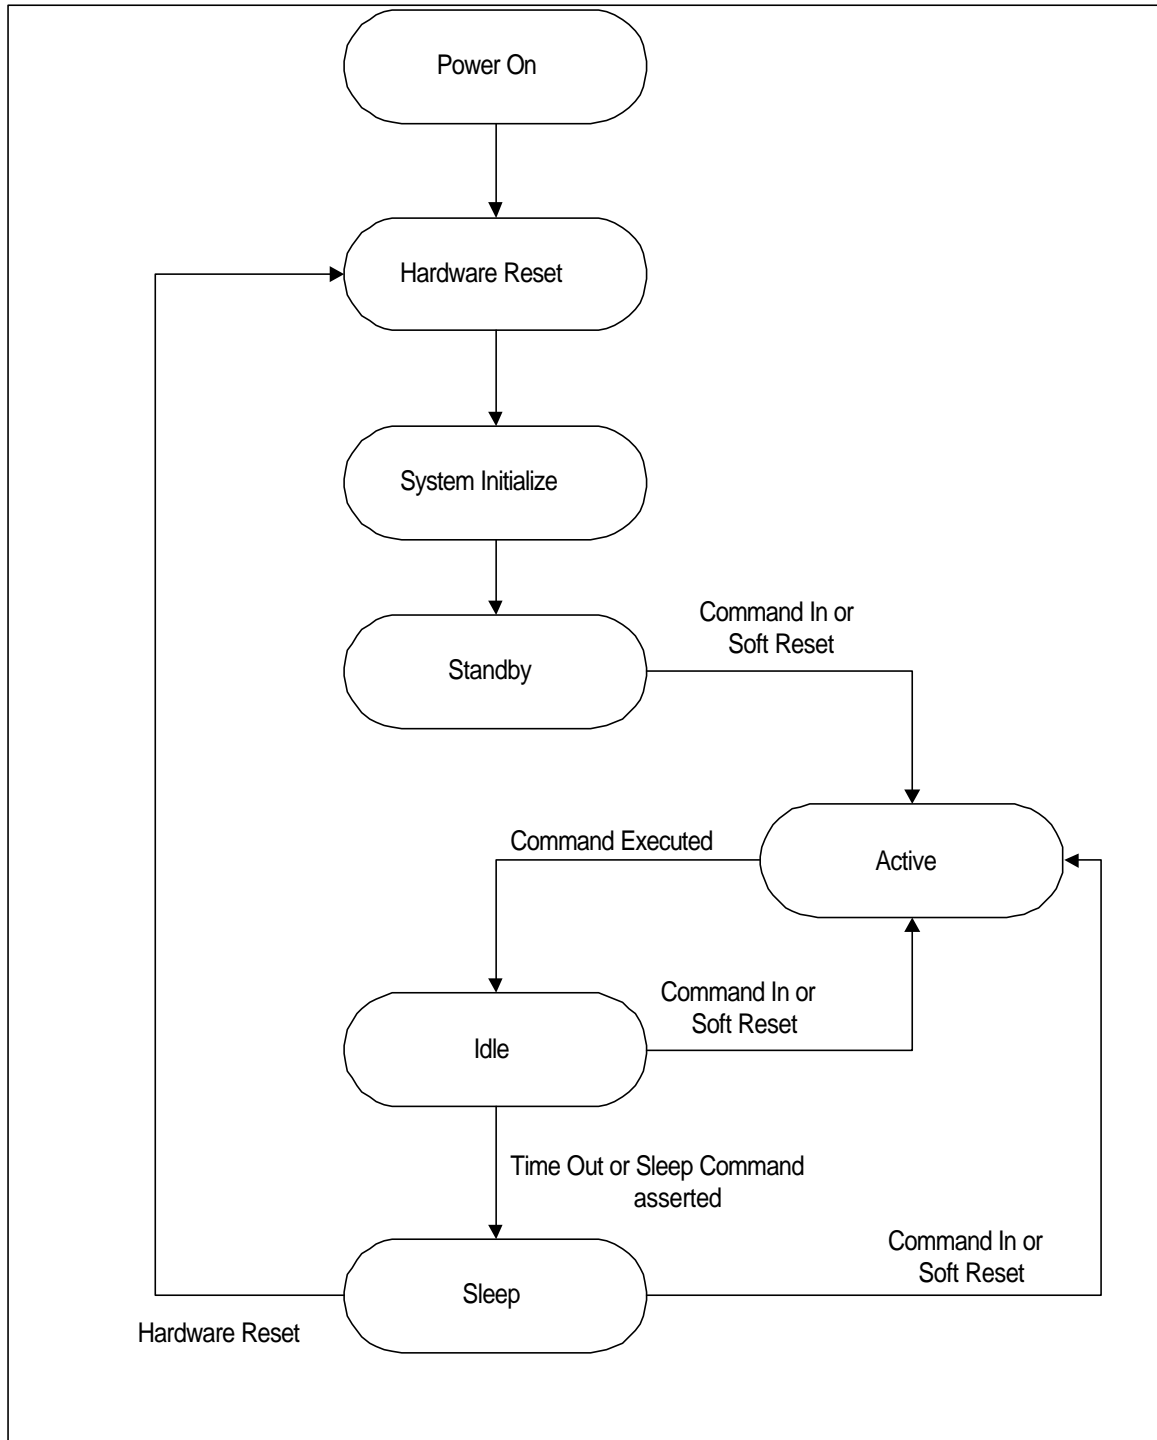 Power On
Hardware Reset
System Initialize
Standby
Command In or
Soft Reset
Command Executed
Active
Idle
Command In or
Soft Reset
Time Out or Sleep Command
asserted
Sleep
Command In or
Soft Reset
Hardware Reset